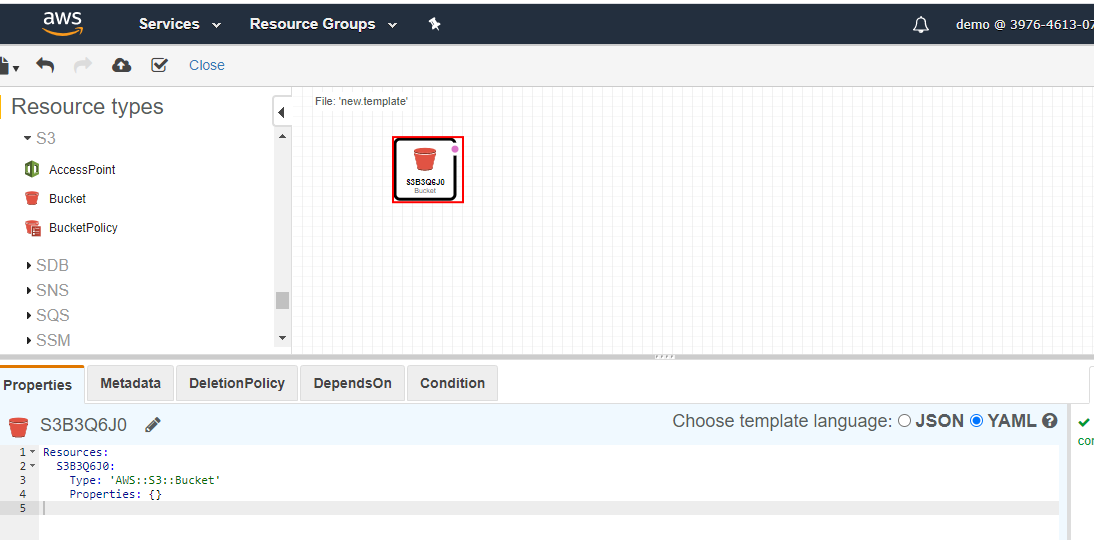 aws Services Resource Groups demo @ 3976-4613-07
Close
Resource types
S3
AccessPoint
Bucket
BucketPolicy
SDB
SNS
SQS
SSM
File: 'new.template'
S3B3Q6J0
Bucket
Properties Metadata DeletionPolicy DependsOn Condition
S3B3Q6J0 Choose template language: JSON YAML
1 Resources:
2 S3B3Q6J0:
3 Type: 'AWS::S3::Bucket'
4 Properties: {}
5